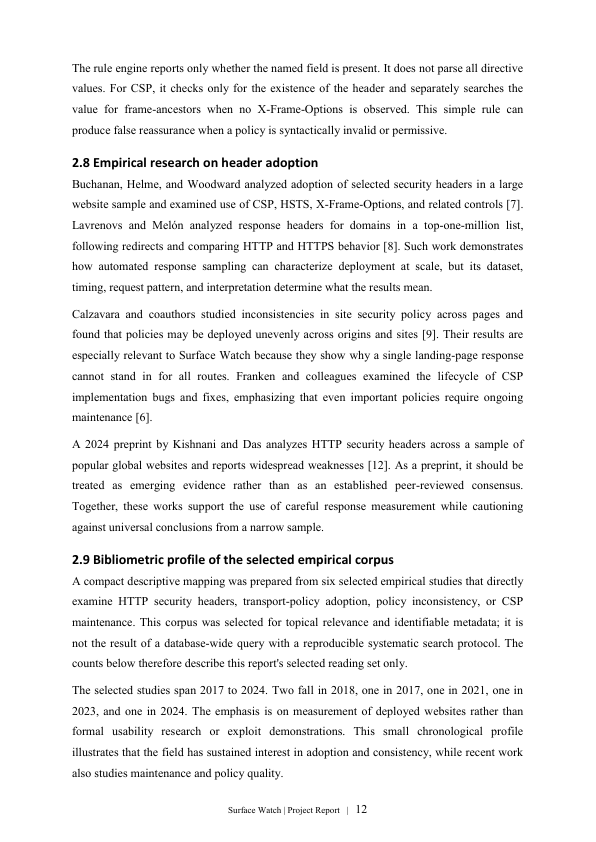 The rule engine reports only whether the named field is present. It does not parse all directive
values. For CSP, it checks only for the existence of the header and separately searches the
value for frame-ancestors when no X-Frame-Options is observed. This simple rule can
produce false reassurance when a policy is syntactically invalid or permissive.
2.8 Empirical research on header adoption
Buchanan, Helme, and Woodward analyzed adoption of selected security headers in a large
website sample and examined use of CSP, HSTS, X-Frame-Options, and related controls [7].
Lavrenovs and Melón analyzed response headers for domains in a top-one-million list,
following redirects and comparing HTTP and HTTPS behavior [8]. Such work demonstrates
how automated response sampling can characterize deployment at scale, but its dataset,
timing, request pattern, and interpretation determine what the results mean.
Calzavara and coauthors studied inconsistencies in site security policy across pages and
found that policies may be deployed unevenly across origins and sites [9]. Their results are
especially relevant to Surface Watch because they show why a single landing-page response
cannot stand in for all routes. Franken and colleagues examined the lifecycle of CSP
implementation bugs and fixes, emphasizing that even important policies require ongoing
maintenance [6].
A 2024 preprint by Kishnani and Das analyzes HTTP security headers across a sample of
popular global websites and reports widespread weaknesses [12]. As a preprint, it should be
treated as emerging evidence rather than as an established peer-reviewed consensus.
Together, these works support the use of careful response measurement while cautioning
against universal conclusions from a narrow sample.
2.9 Bibliometric profile of the selected empirical corpus
A compact descriptive mapping was prepared from six selected empirical studies that directly
examine HTTP security headers, transport-policy adoption, policy inconsistency, or CSP
maintenance. This corpus was selected for topical relevance and identifiable metadata; it is
not the result of a database-wide query with a reproducible systematic search protocol. The
counts below therefore describe this report's selected reading set only.
The selected studies span 2017 to 2024. Two fall in 2018, one in 2017, one in 2021, one in
2023, and one in 2024. The emphasis is on measurement of deployed websites rather than
formal usability research or exploit demonstrations. This small chronological profile
illustrates that the field has sustained interest in adoption and consistency, while recent work
also studies maintenance and policy quality.
Surface Watch | Project Report | 12